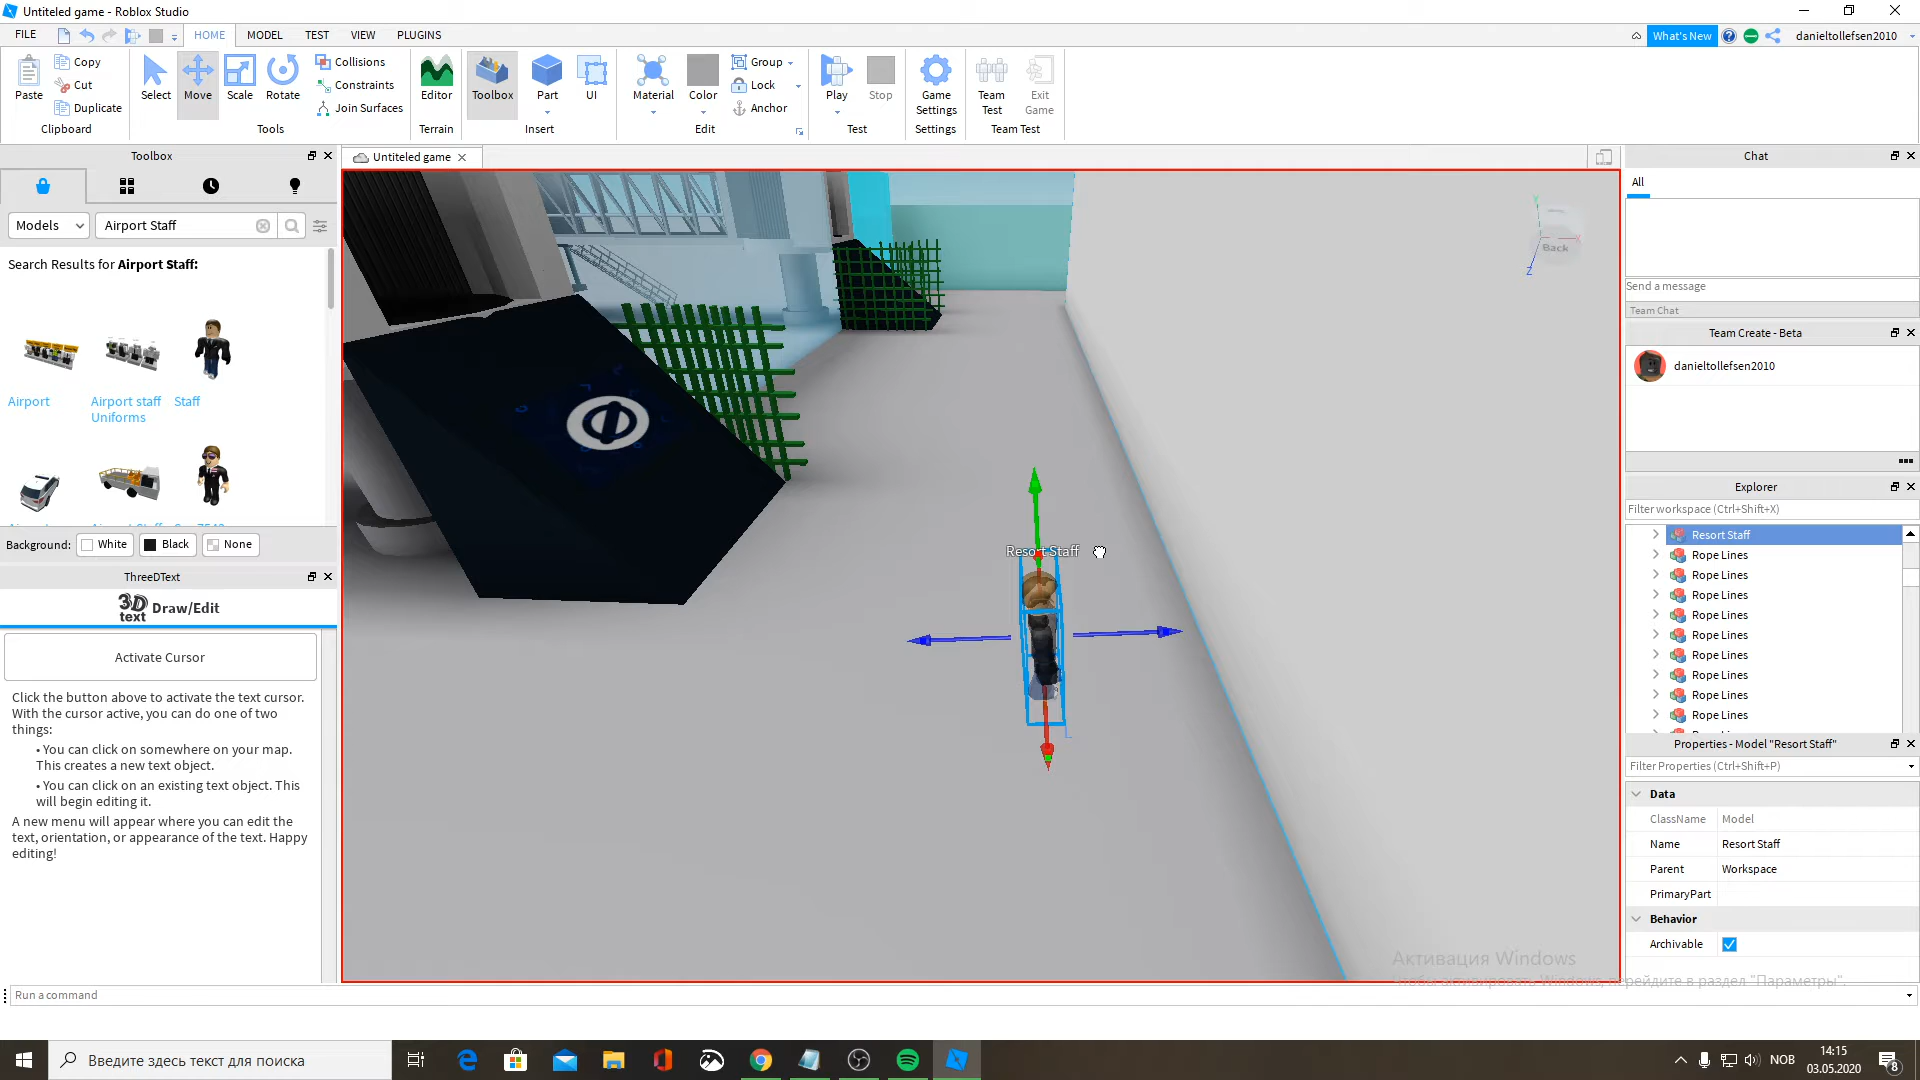 Untiteled game - Roblox Studio
FILE
HOME
MODEL
TEST
VIEW
PLUGINS
What's New
danieltollefsen2010
Paste
Copy
Cut
Duplicate
Clipboard
Select
Move
Scale
Rotate
Collisions
Constraints
Join Surfaces
Tools
Editor
Terrain
Toolbox
Part
UI
Insert
Material
Color
Group
Lock
Anchor
Edit
Play
Stop
Test
Game Settings
Settings
Team Test
Exit Game
Team Test
Toolbox
Untiteled game
Chat
Models
Airport Staff
Search Results for Airport Staff:
Airport
Airport staff Uniforms
Staff
Background:
White
Black
None
ThreeDText
3D text
Draw/Edit
Activate Cursor
Click the button above to activate the text cursor.
With the cursor active, you can do one of two
things:
• You can click on somewhere on your map.
This creates a new text object.
• You can click on an existing text object. This
will begin editing it.
A new menu will appear where you can edit the
text, orientation, or appearance of the text. Happy
editing!
Back
X
Y
Z
Resort Staff
All
Send a message
Team Chat
Team Create - Beta
danieltollefsen2010
Explorer
Filter workspace (Ctrl+Shift+X)
Resort Staff
Rope Lines
Rope Lines
Rope Lines
Rope Lines
Rope Lines
Rope Lines
Rope Lines
Rope Lines
Rope Lines
Properties - Model "Resort Staff"
Filter Properties (Ctrl+Shift+P)
Data
ClassName Model
Name Resort Staff
Parent Workspace
PrimaryPart
Behavior
Archivable
Активация Windows
Чтобы активировать Windows, перейдите в раздел "Параметры".
Run a command
Введите здесь текст для поиска
NOB
14:15
03.05.2020
8